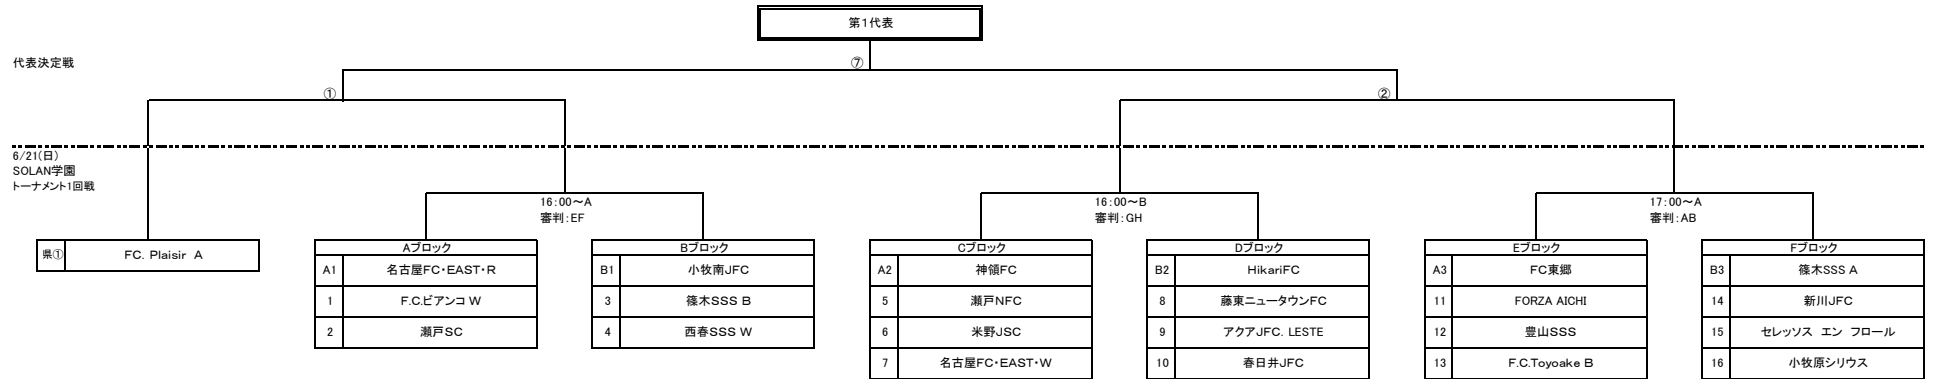 第1代表
代表決定戦
⑦
①
②
6/21(日)
SOLAN学園
トーナメント1回戦
16:00～A
審判:EF
16:00～B
審判:GH
17:00～A
審判:AB
県① FC. Plaisir A
Aブロック
A1 名古屋FC・EAST・R
1 F.C.ビアンコ W
2 瀬戸SC
Bブロック
B1 小牧南JFC
3 篠木SSS B
4 西春SSS W
Cブロック
A2 神領FC
5 瀬戸NFC
6 米野JSC
7 名古屋FC・EAST・W
Dブロック
B2 HikariFC
8 藤東ニュータウンFC
9 アクアJFC. LESTE
10 春日井JFC
Eブロック
A3 FC東郷
11 FORZA AICHI
12 豊山SSS
13 F.C.Toyoake B
Fブロック
B3 篠木SSS A
14 新川JFC
15 セレッソス エン フロール
16 小牧原シリウス